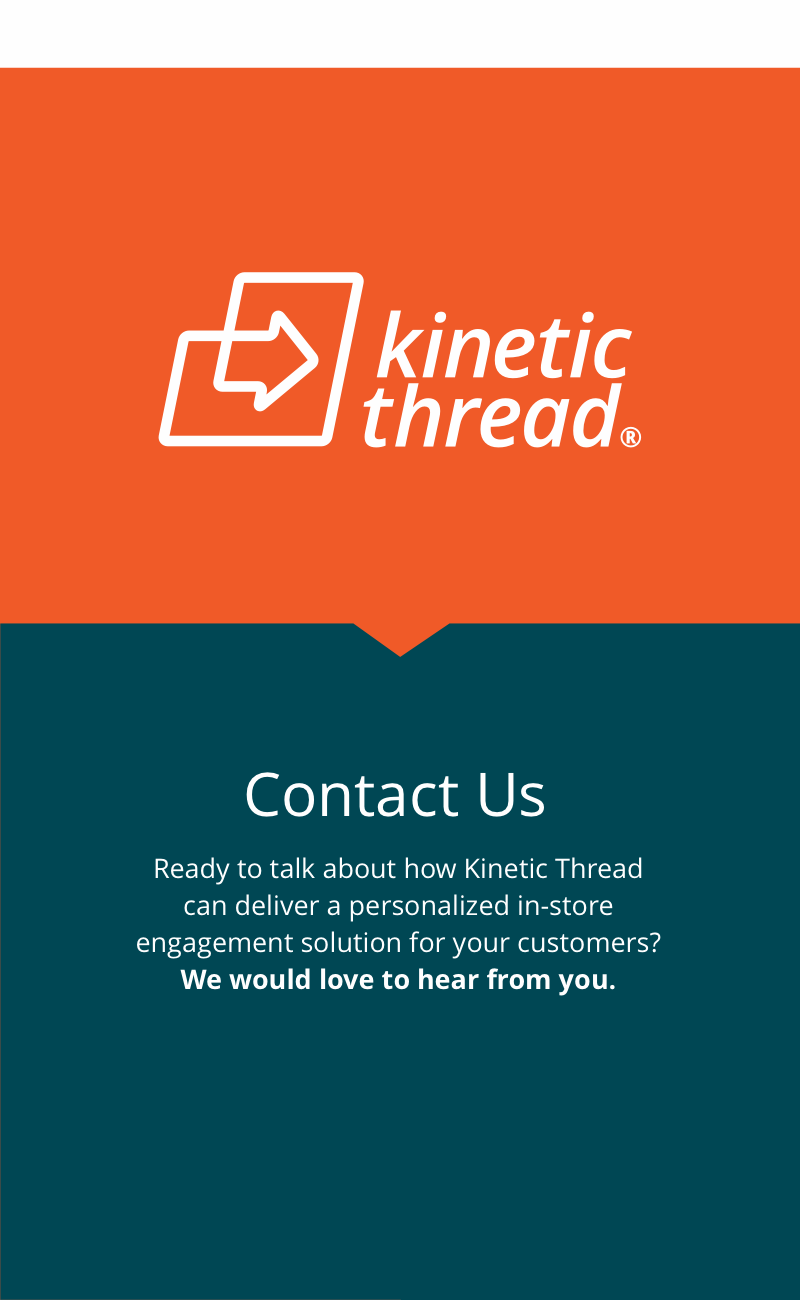 kinetic
thread®
Contact Us
Ready to talk about how Kinetic Thread
can deliver a personalized in-store
engagement solution for your customers?
We would love to hear from you.